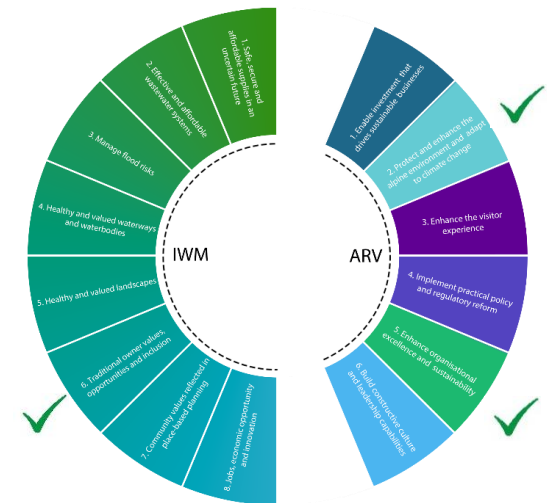 1. Safe, secure and
affordable supplies in an
uncertain future
2. Effective and affordable
wastewater systems
3. Manage flood risks
4. Healthy and valued waterways
and waterbodies
5. Healthy and valued landscapes
6. Traditional owner values,
opportunities and inclusion
7. Community values reflected in
place-based planning
8. Jobs, economic opportunity
and innovation
IWM
ARV
1. Enable investment that
drives sustainable businesses
2. Protect and enhance the
alpine environment and adapt
to climate change
3. Enhance the visitor
experience
4. Implement practical policy
and regulatory reform
5. Enhance organisational
excellence and sustainability
6. Build constructive culture
and leadership capabilities